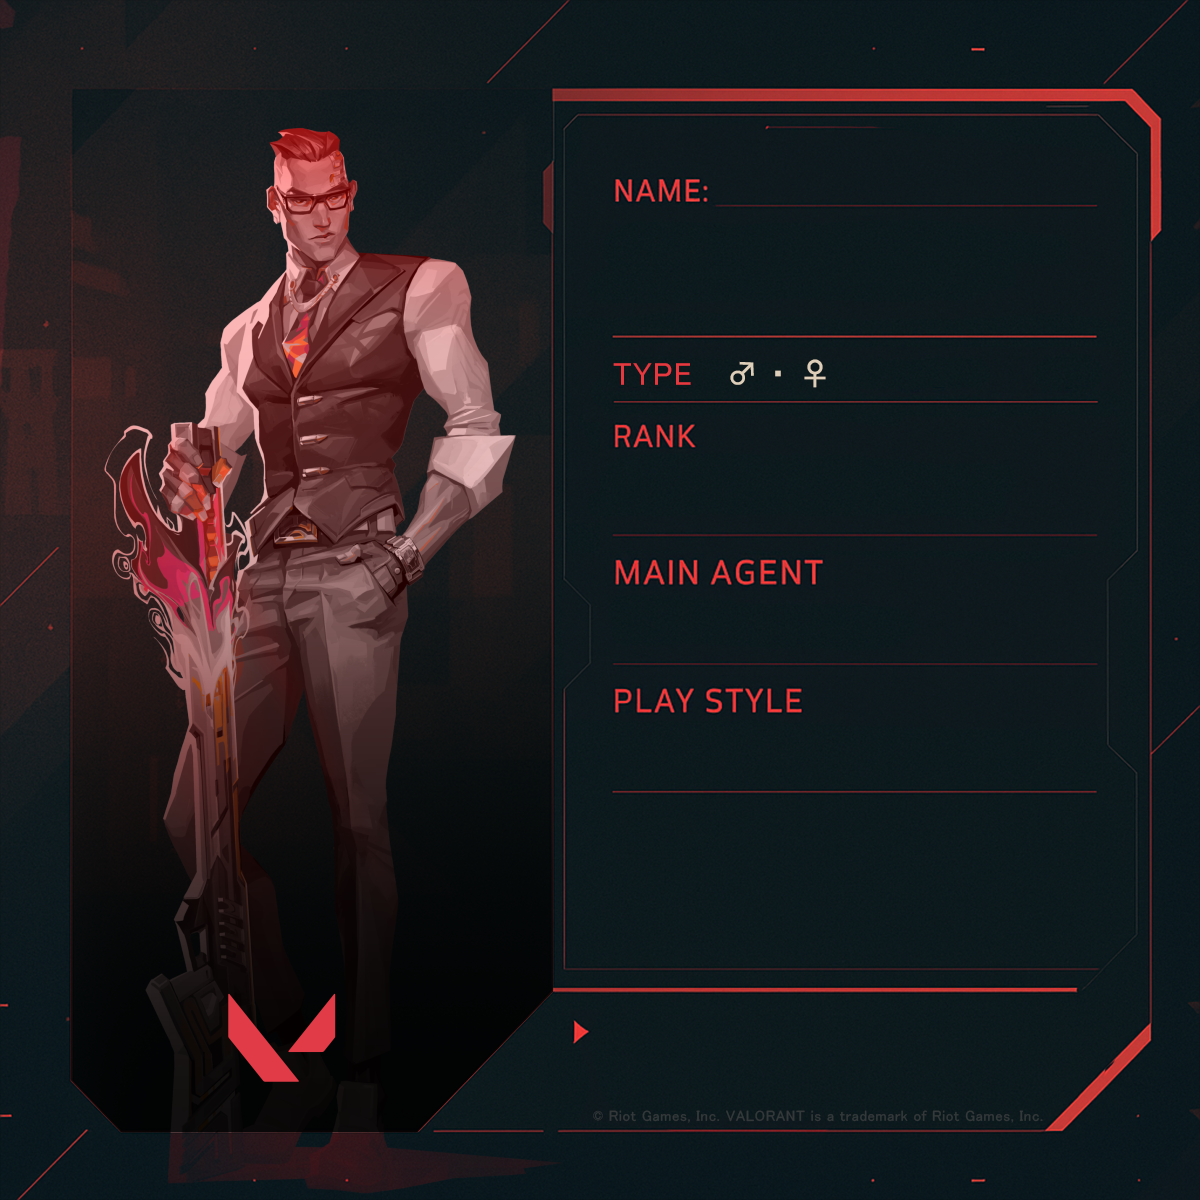 NAME:
TYPE ♂ · ♀
RANK
MAIN AGENT
PLAY STYLE
© Riot Games, Inc. VALORANT is a trademark of Riot Games, Inc.